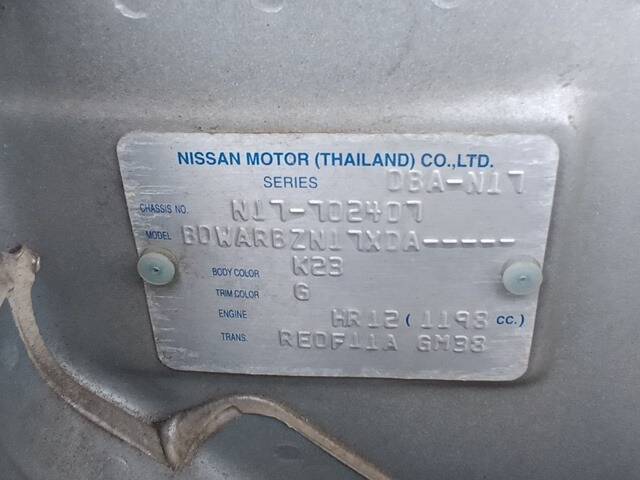 NISSAN MOTOR (THAILAND) CO.,LTD.
SERIES DBA-N17
CHASSIS NO. N17-702407
MODEL BDWARBZN17XDA-----
BODY COLOR K23
TRIM COLOR G
ENGINE HR12 ( 1198 CC.)
TRANS. RE0F11A GM38